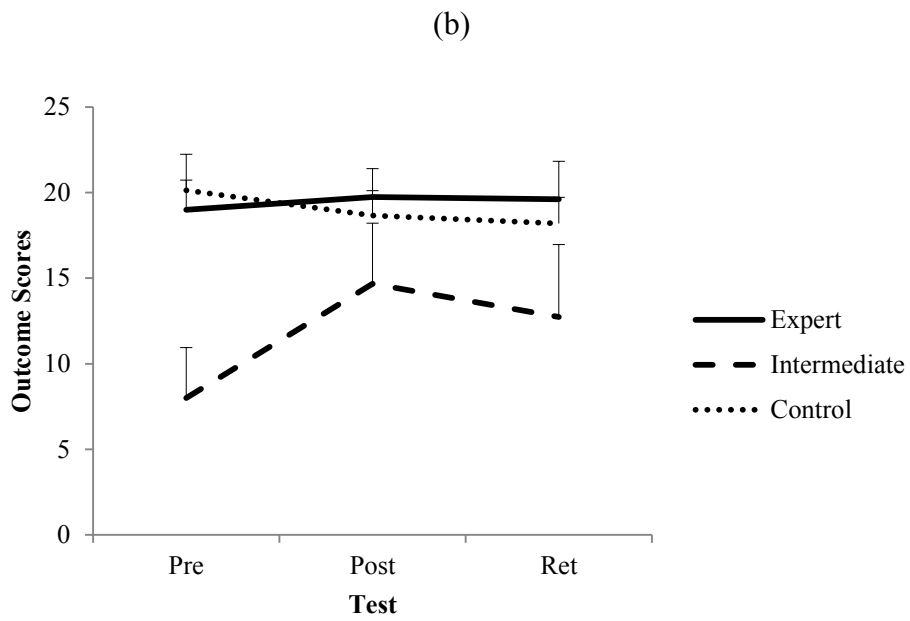 (b)
25
20
15
10
5
0
Outcome Scores
Pre Post Ret
Test
Expert
Intermediate
Control